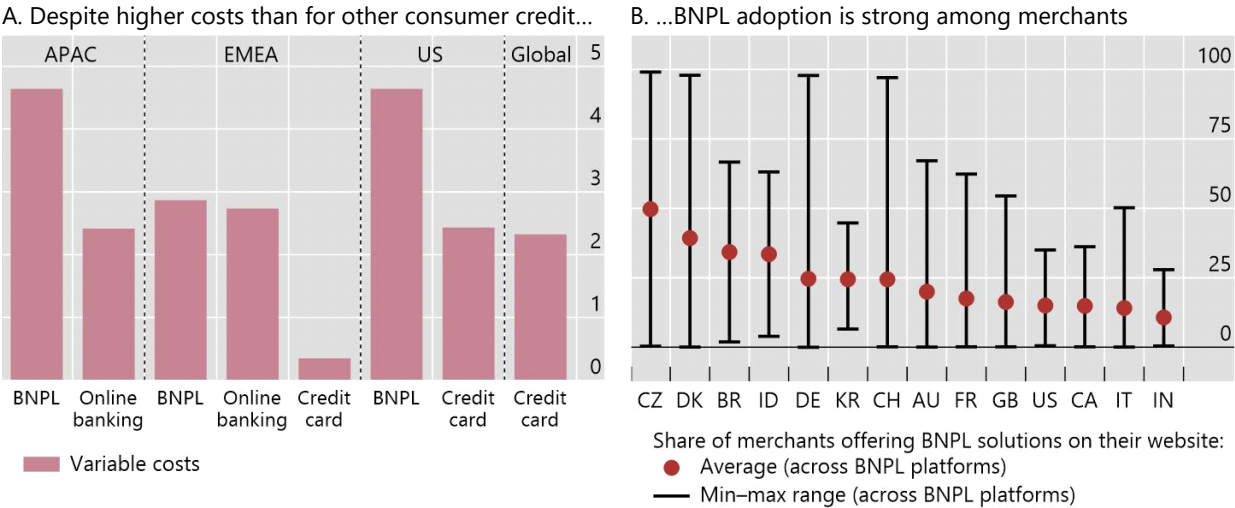 A. Despite higher costs than for other consumer credit…
APAC
EMEA
US
Global
5
4
3
2
1
0
BNPL
Online
banking
BNPL
Online
banking
Credit
card
BNPL
Credit
card
Credit
card
Variable costs
B. …BNPL adoption is strong among merchants
100
75
50
25
0
CZ DK BR ID DE KR CH AU FR GB US CA IT IN
Share of merchants offering BNPL solutions on their website:
Average (across BNPL platforms)
Min–max range (across BNPL platforms)